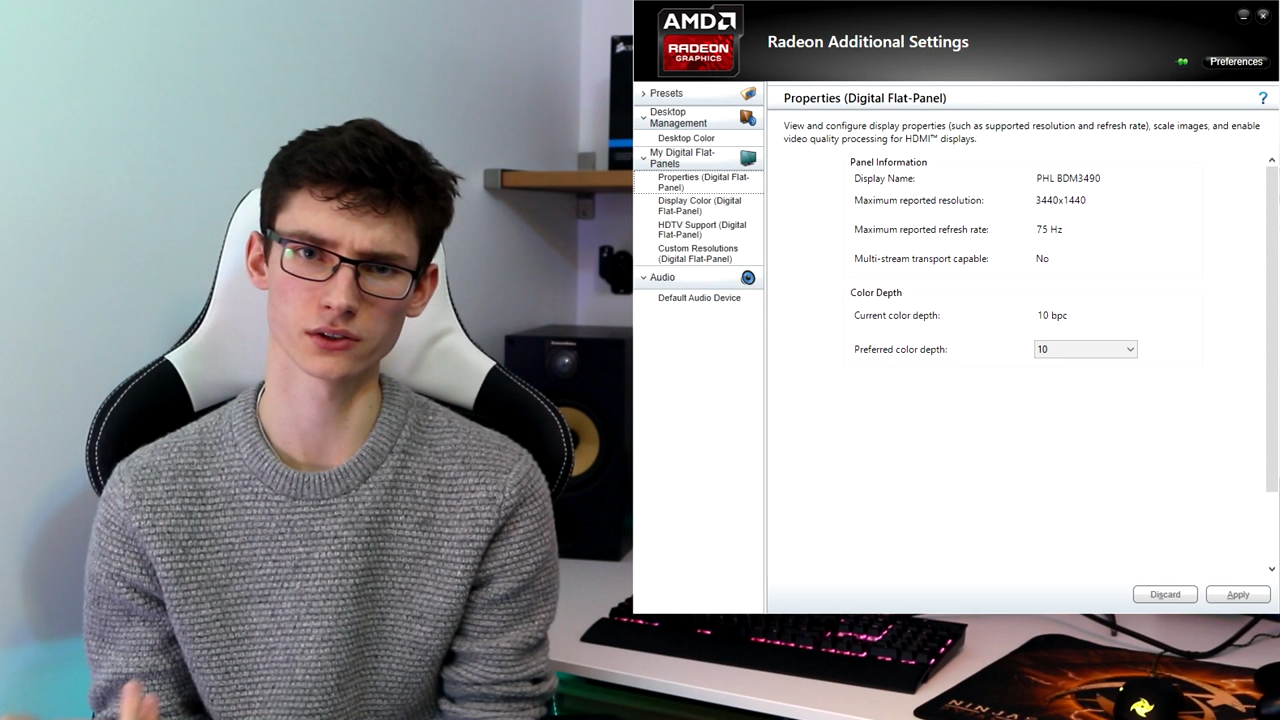 AMD
RADEON
GRAPHICS
Radeon Additional Settings
Preferences
Presets
Desktop
Management
Desktop Color
My Digital Flat-
Panels
Properties (Digital Flat-
Panel)
Display Color (Digital
Flat-Panel)
HDTV Support (Digital
Flat-Panel)
Custom Resolutions
(Digital Flat-Panel)
Audio
Default Audio Device
Properties (Digital Flat-Panel)
?
View and configure display properties (such as supported resolution and refresh rate), scale images, and enable
video quality processing for HDMI™ displays.
Panel Information
Display Name: PHL BDM3490
Maximum reported resolution: 3440x1440
Maximum reported refresh rate: 75 Hz
Multi-stream transport capable: No
Color Depth
Current color depth: 10 bpc
Preferred color depth: 10
Discard Apply